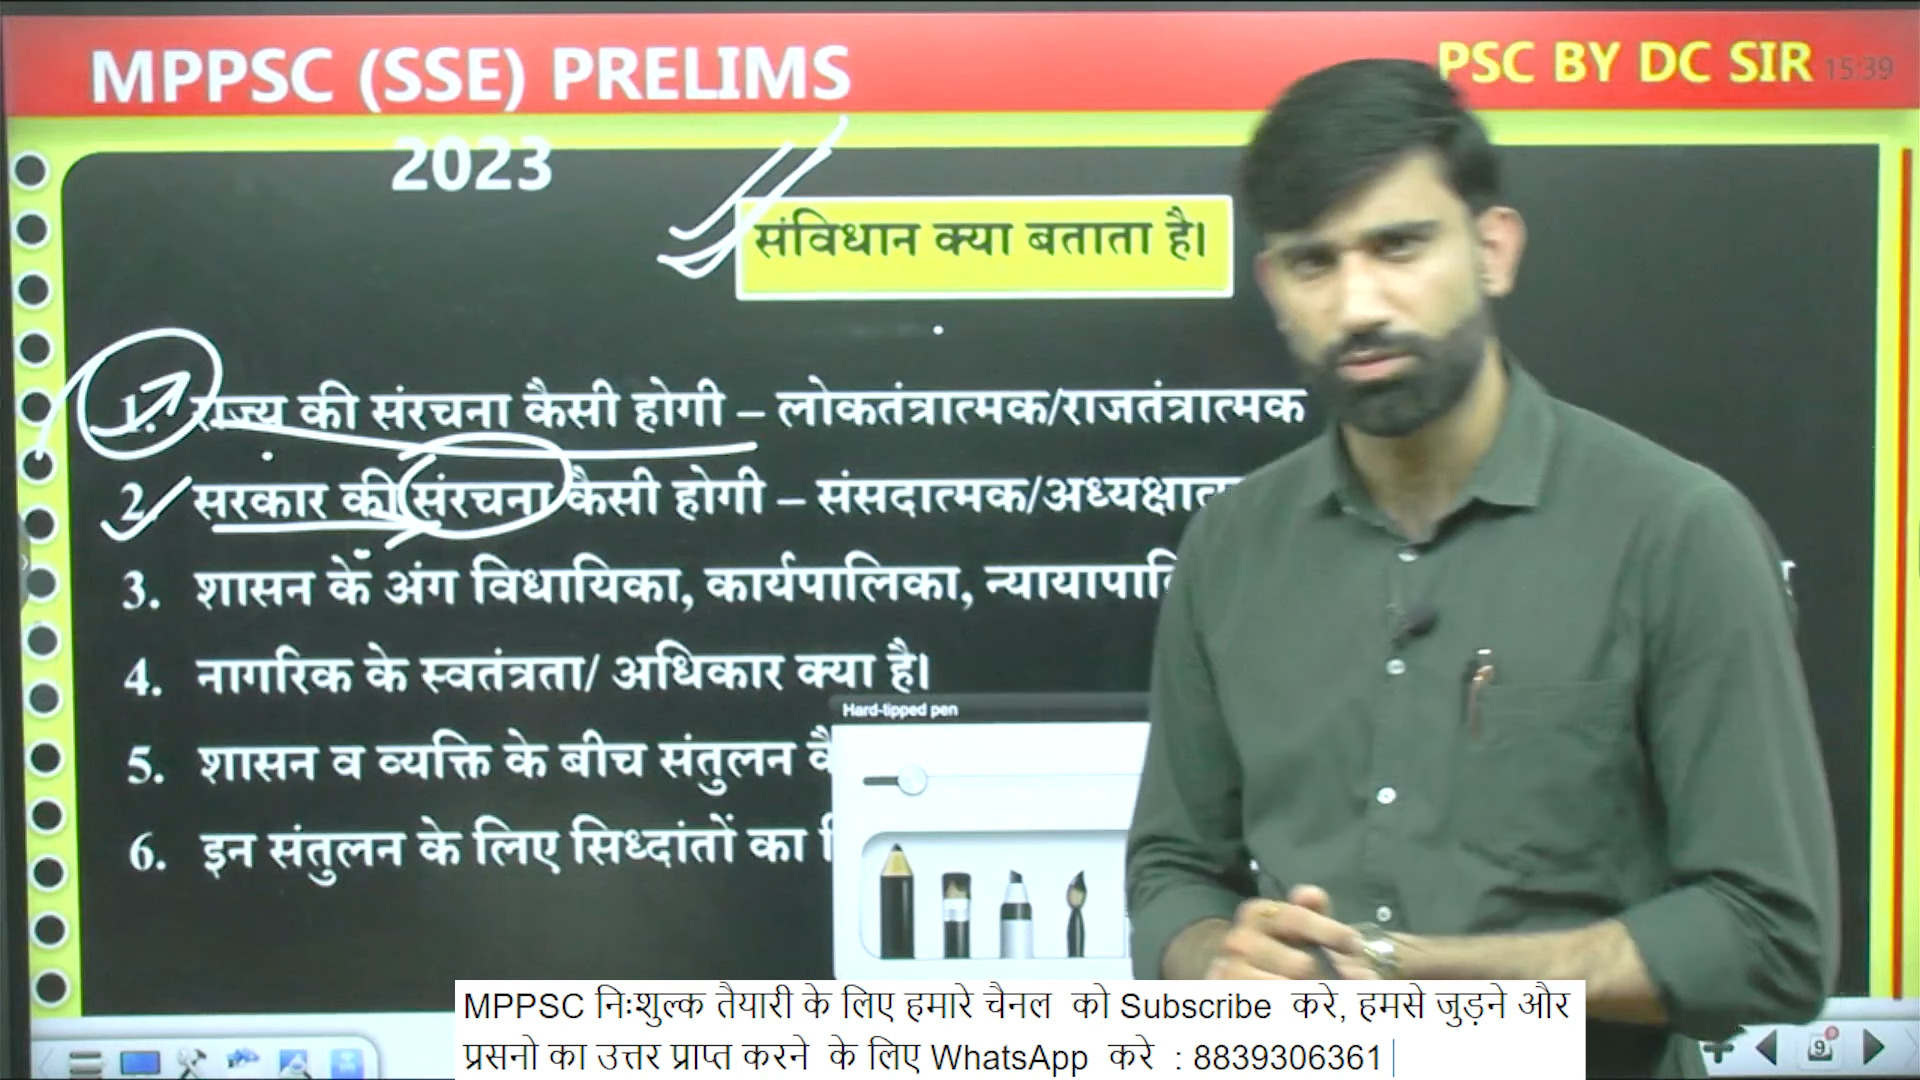 MPPSC (SSE) PRELIMS
2023
PSC BY DC SIR
15:39
संविधान क्या बताता है।
1. राज्य की संरचना कैसी होगी – लोकतंत्रात्मक/राजतंत्रात्मक
2. सरकार की संरचना कैसी होगी – संसदात्मक/
3. शासन के अंग विधायिका, कार्यपालिका,
4. नागरिक के स्वतंत्रता/ अधिकार क्या है।
5. शासन व व्यक्ति के बीच संतुलन
6. इन संतुलन के लिए सिध्दांतों का
Hard-tipped pen
9
MPPSC निःशुल्क तैयारी के लिए हमारे चैनल को Subscribe करे, हमसे जुड़ने और
प्रसनो का उत्तर प्राप्त करने के लिए WhatsApp करे : 8839306361